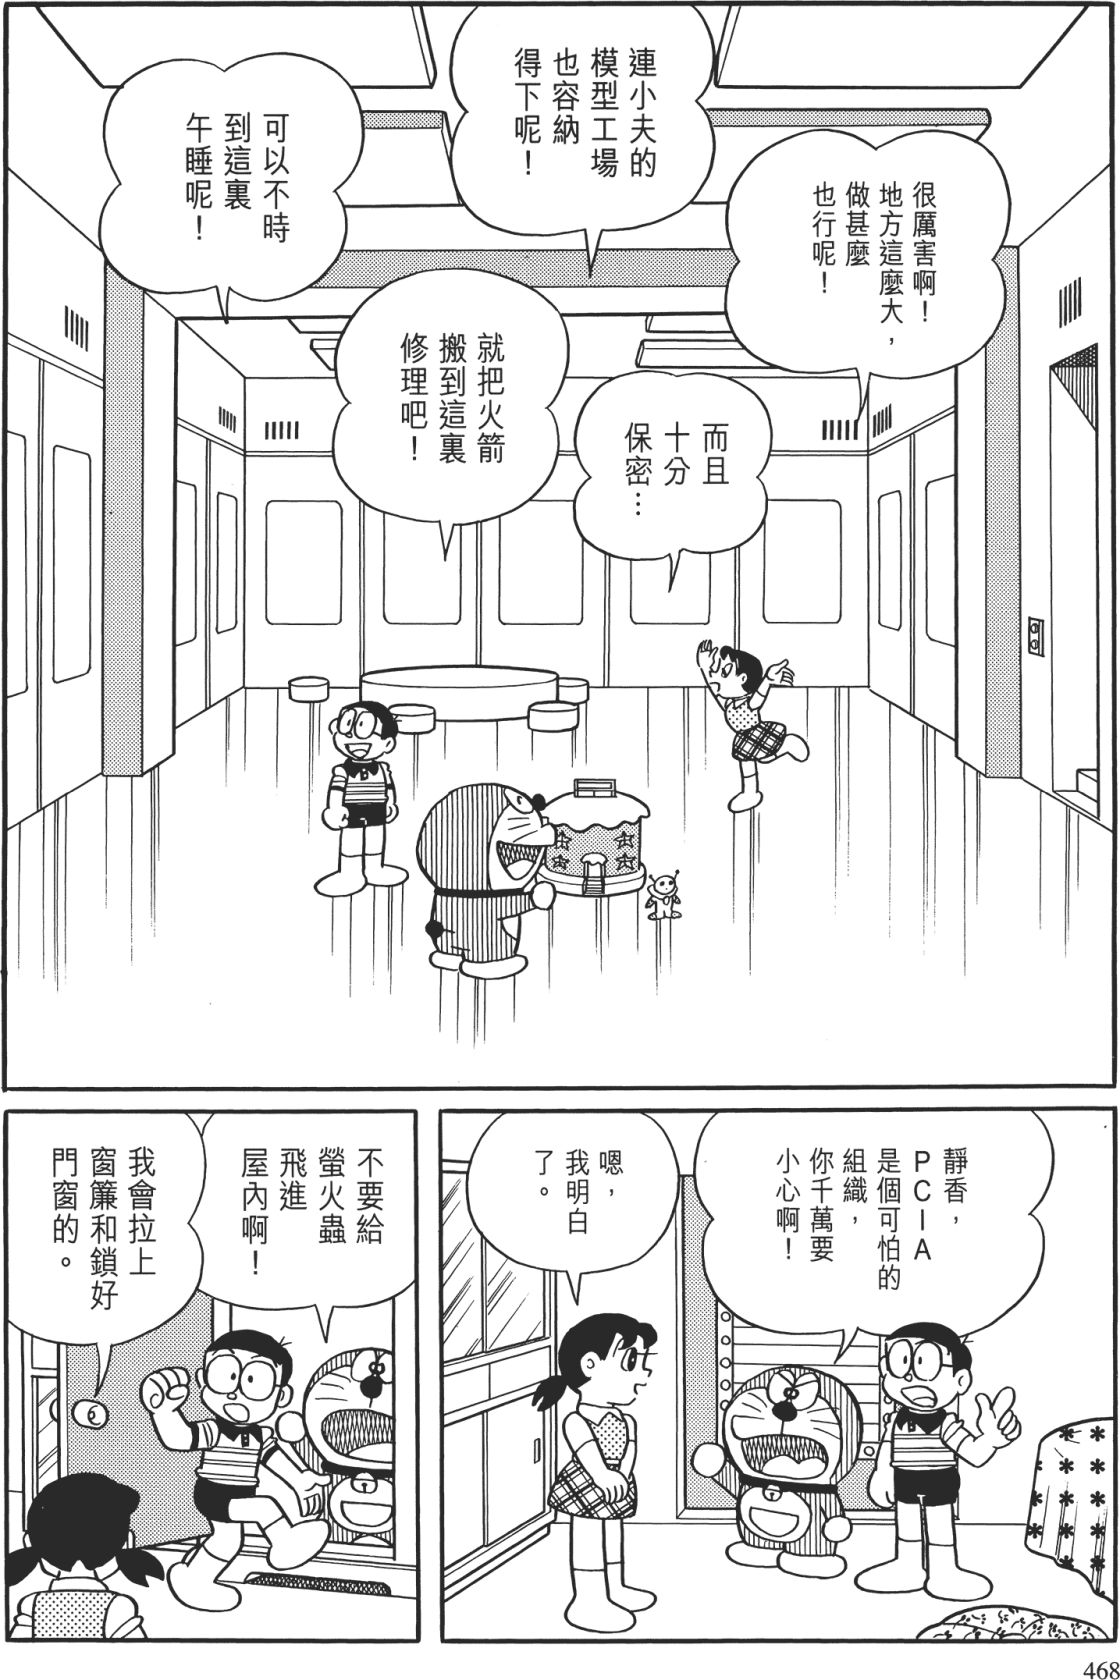 很厲害啊！
地方這麼大，
做甚麼
也行呢！
連小夫的
模型工場
也容納
得下呢！
可以不時
到這裏
午睡呢！
而且
十分
保密…
就把火箭
搬到這裏
修理吧！
靜香，
PCIA
是個可怕的
組織，
你千萬要
小心啊！
嗯，
我明白
了。
不要給
螢火蟲
飛進
屋內啊！
我會拉上
窗簾和鎖好
門窗的。
468